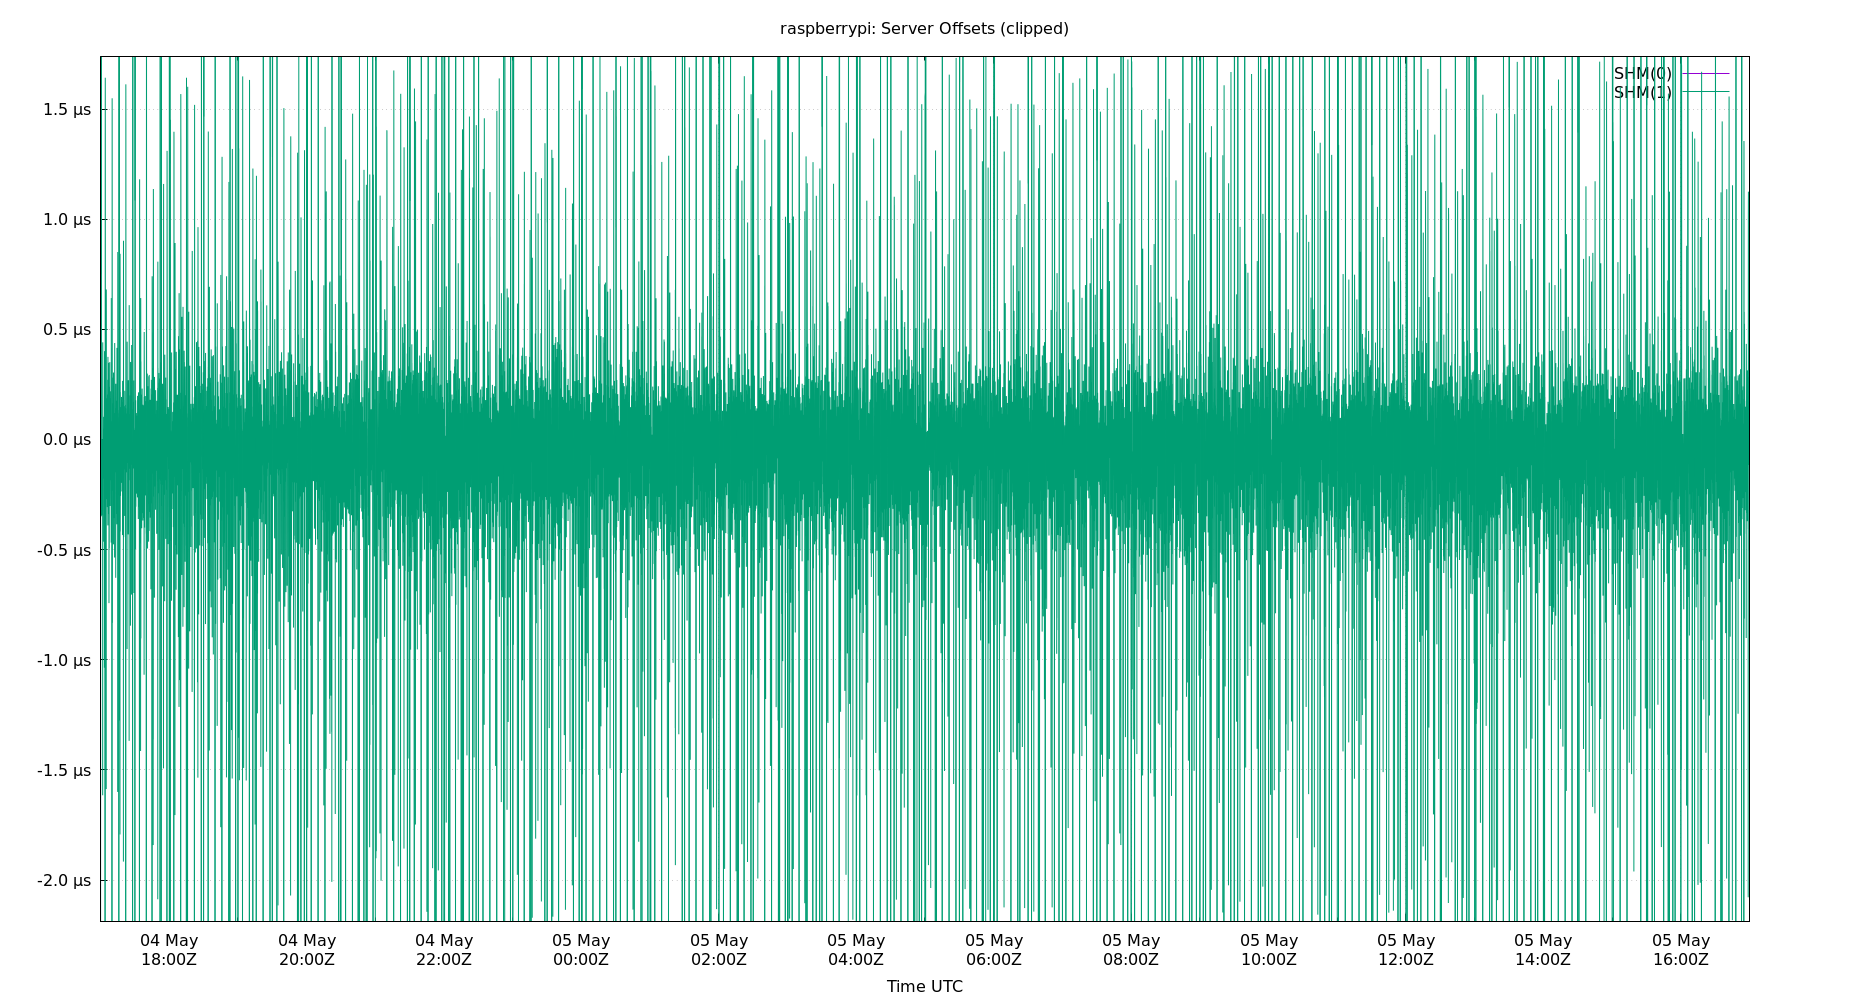 raspberrypi: Server Offsets (clipped)
SHM(0)
SHM(1)
1.5 µs
1.0 µs
0.5 µs
0.0 µs
-0.5 µs
-1.0 µs
-1.5 µs
-2.0 µs
04 May 04 May 04 May 05 May 05 May 05 May 05 May 05 May 05 May 05 May 05 May 05 May
18:00Z 20:00Z 22:00Z 00:00Z 02:00Z 04:00Z 06:00Z 08:00Z 10:00Z 12:00Z 14:00Z 16:00Z
Time UTC